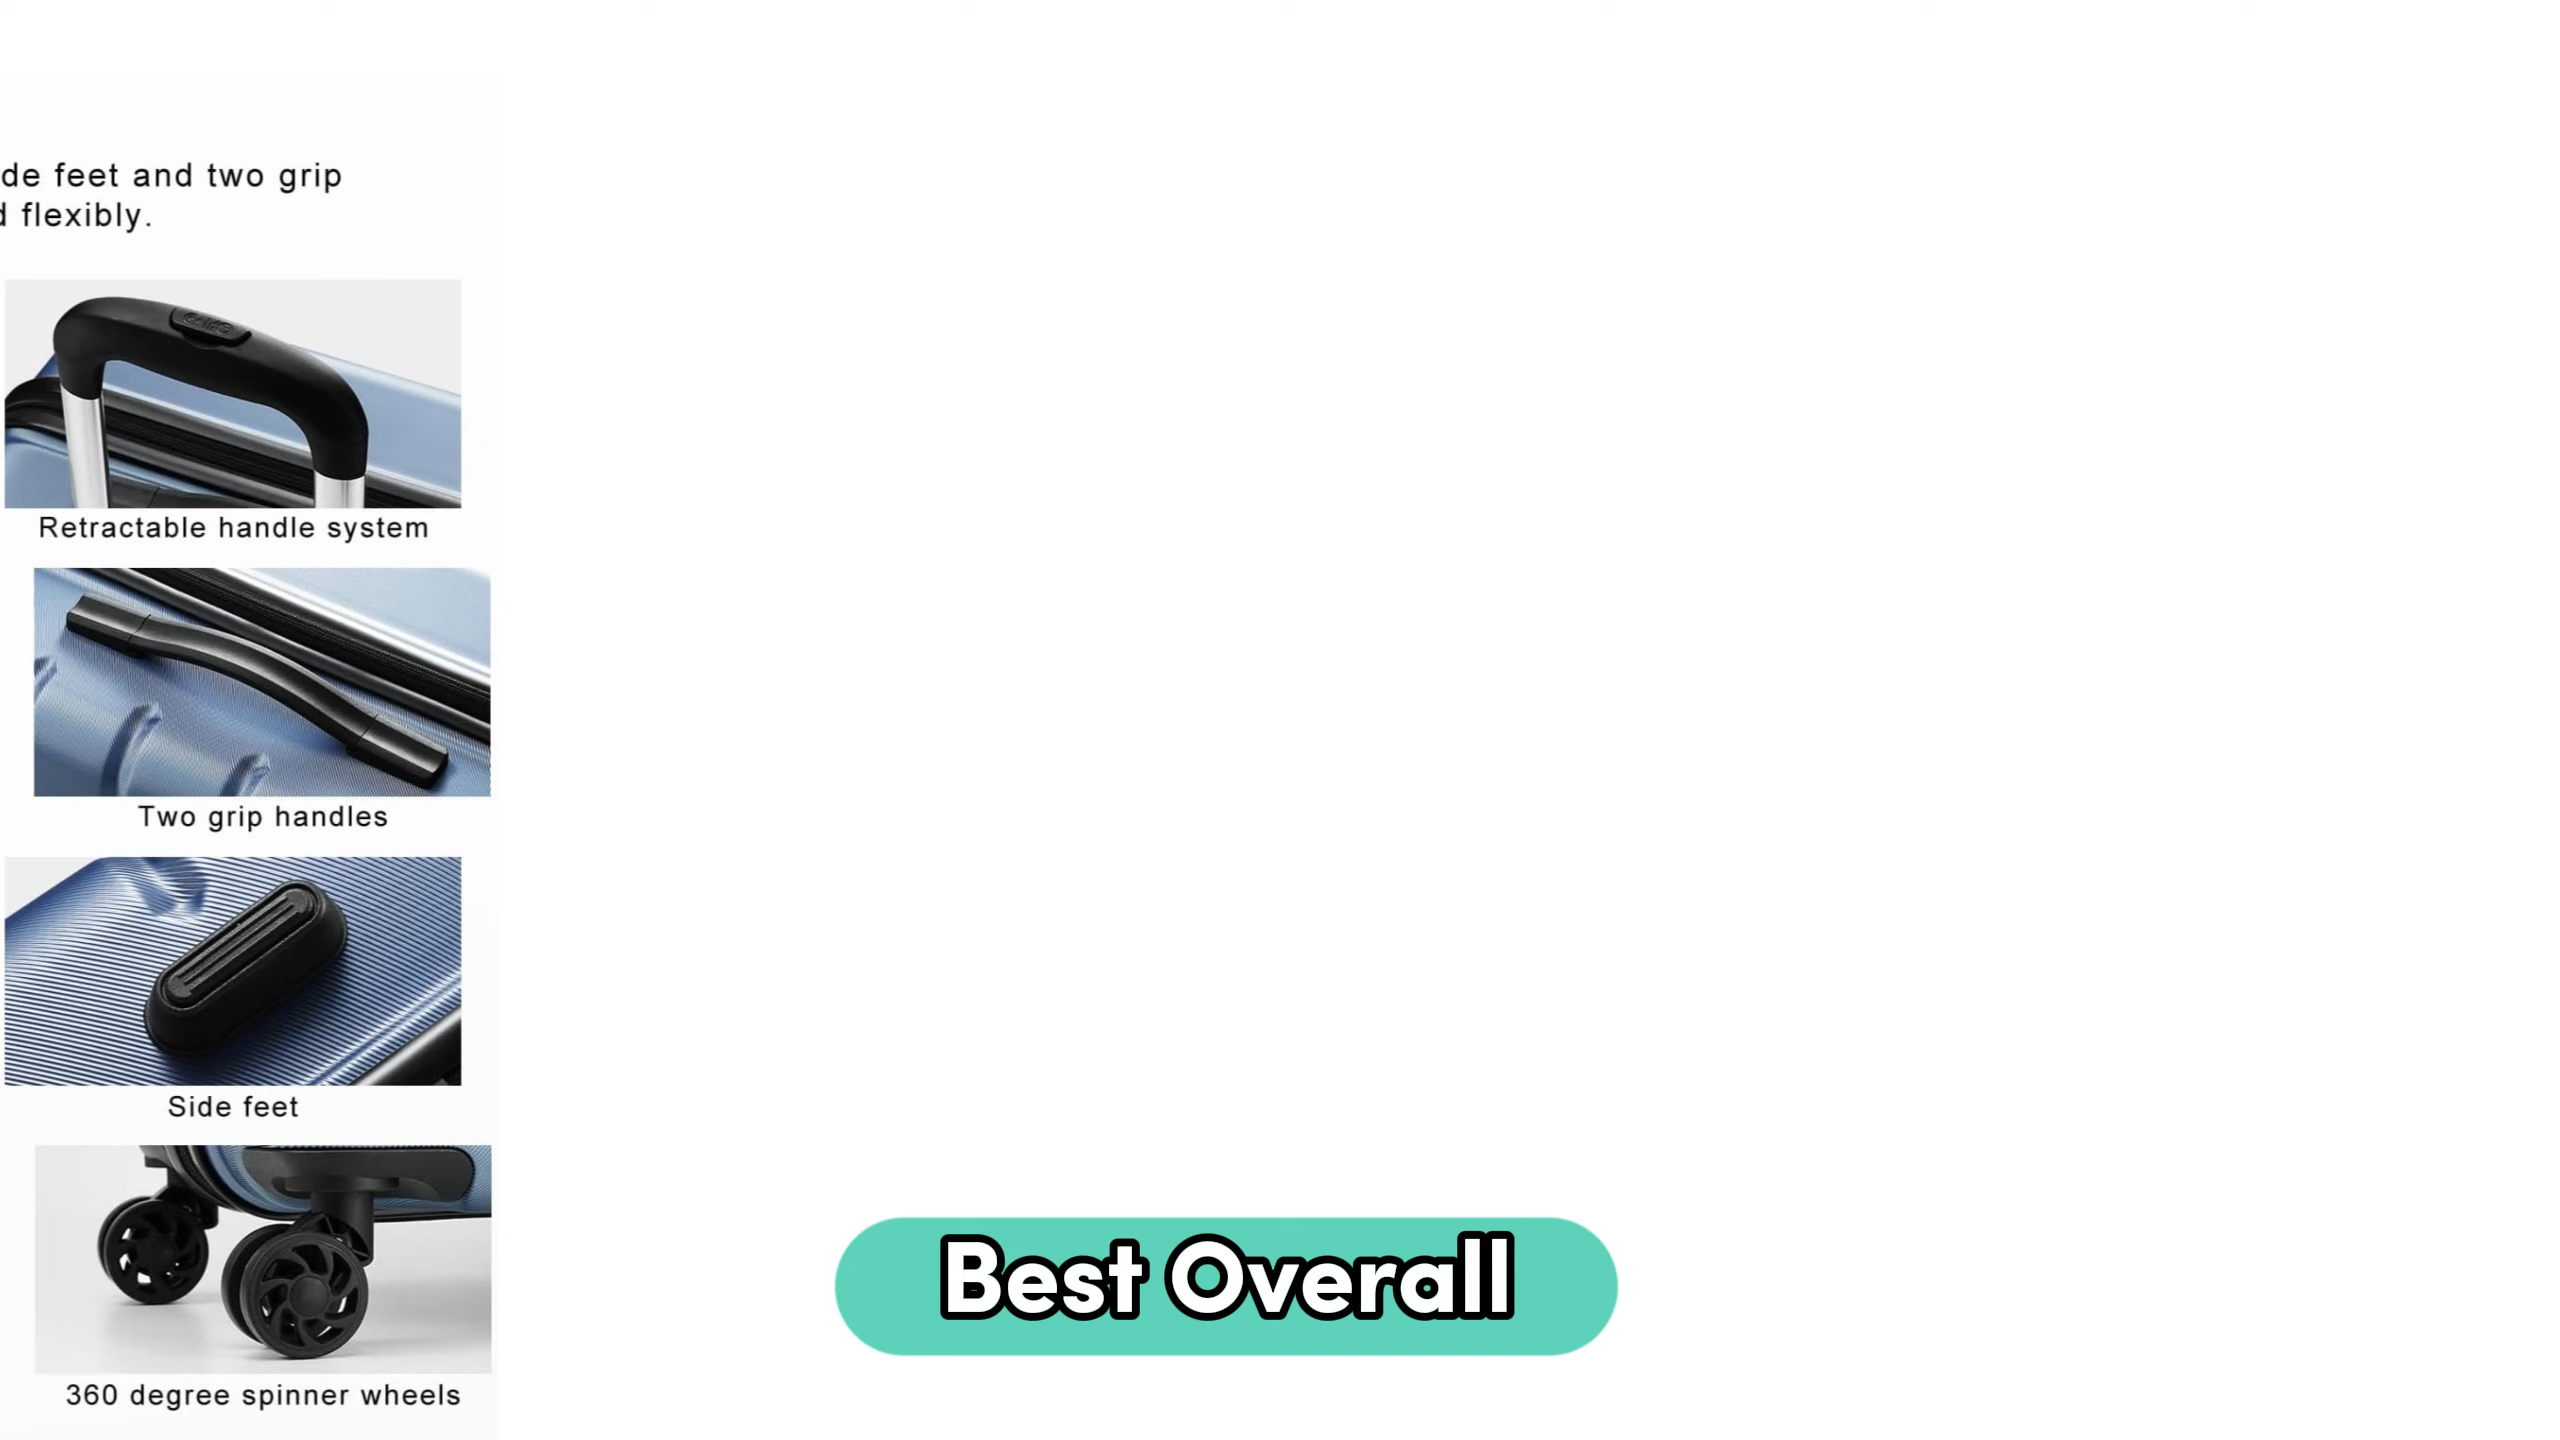 de feet and two grip
flexibly.
Retractable handle system
Two grip handles
Side feet
360 degree spinner wheels
Best Overall